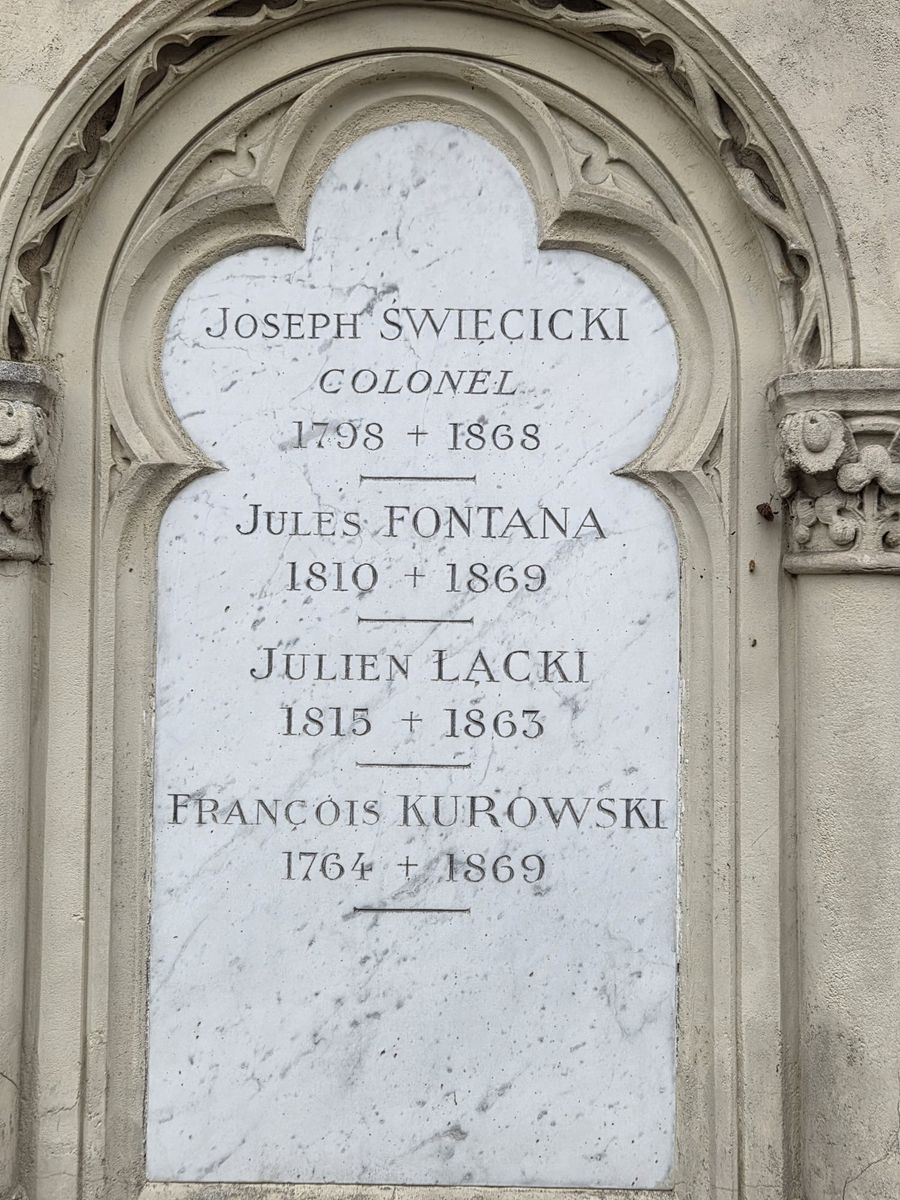 Joseph ŚWIĘCICKI
COLONEL
1798 + 1868
Jules FONTANA
1810 + 1869
Julien ŁĄCKI
1815 + 1863
François KUROWSKI
1764 + 1869